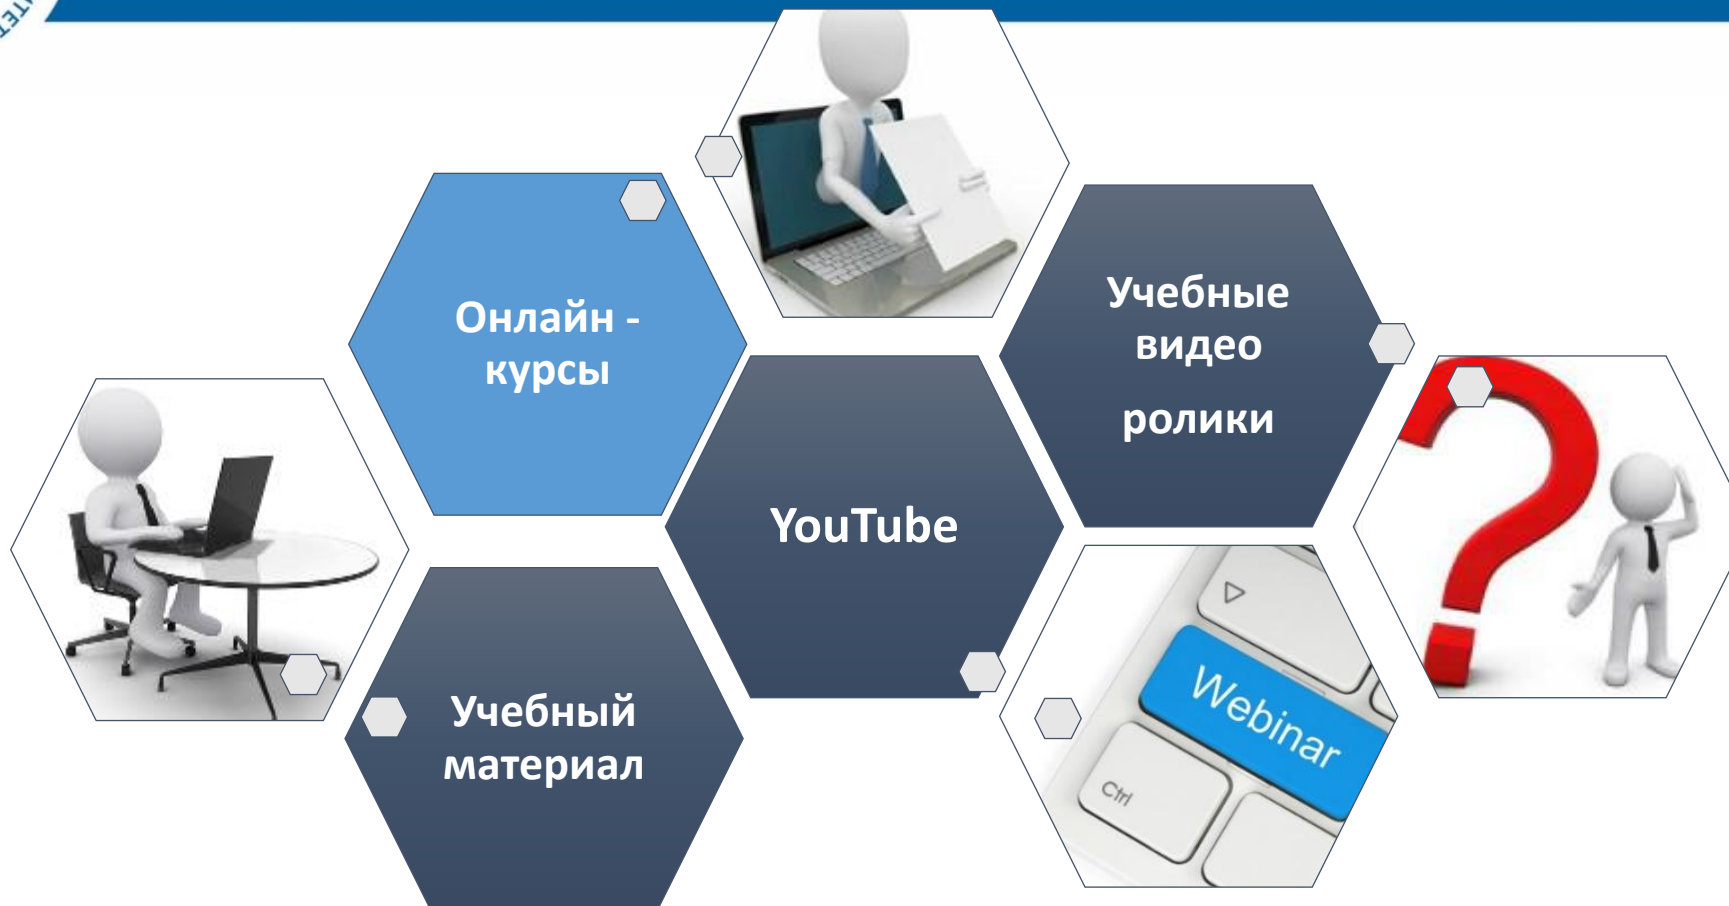 Онлайн -
курсы
Учебные
видео
ролики
YouTube
Учебный
материал
Webinar
Ctrl